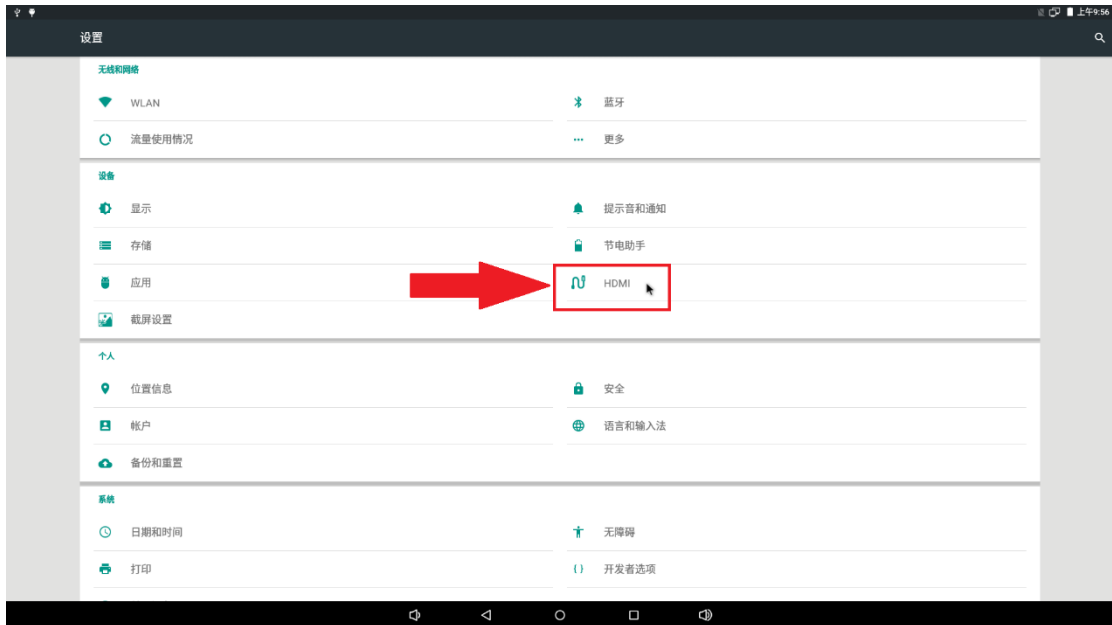 上午9:56
设置
无线和网络
WLAN
蓝牙
流量使用情况
更多
设备
显示
提示音和通知
存储
节电助手
应用
HDMI
截屏设置
个人
位置信息
安全
帐户
语言和输入法
备份和重置
系统
日期和时间
无障碍
打印
{ } 开发者选项